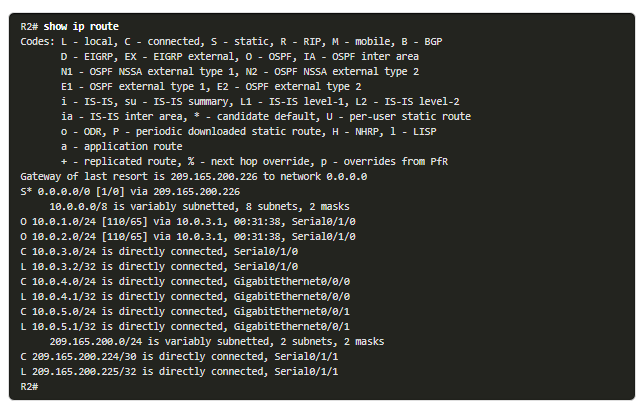 R2# show ip route
Codes: L - local, C - connected, S - static, R - RIP, M - mobile, B - BGP
D - EIGRP, EX - EIGRP external, O - OSPF, IA - OSPF inter area
N1 - OSPF NSSA external type 1, N2 - OSPF NSSA external type 2
E1 - OSPF external type 1, E2 - OSPF external type 2
i - IS-IS, su - IS-IS summary, L1 - IS-IS level-1, L2 - IS-IS level-2
ia - IS-IS inter area, * - candidate default, U - per-user static route
o - ODR, P - periodic downloaded static route, H - NHRP, l - LISP
a - application route
+ - replicated route, % - next hop override, p - overrides from PfR
Gateway of last resort is 209.165.200.226 to network 0.0.0.0
S* 0.0.0.0/0 [1/0] via 209.165.200.226
10.0.0.0/8 is variably subnetted, 8 subnets, 2 masks
O 10.0.1.0/24 [110/65] via 10.0.3.1, 00:31:38, Serial0/1/0
O 10.0.2.0/24 [110/65] via 10.0.3.1, 00:31:38, Serial0/1/0
C 10.0.3.0/24 is directly connected, Serial0/1/0
L 10.0.3.2/32 is directly connected, Serial0/1/0
C 10.0.4.0/24 is directly connected, GigabitEthernet0/0/0
L 10.0.4.1/32 is directly connected, GigabitEthernet0/0/0
C 10.0.5.0/24 is directly connected, GigabitEthernet0/0/1
L 10.0.5.1/32 is directly connected, GigabitEthernet0/0/1
209.165.200.0/24 is variably subnetted, 2 subnets, 2 masks
C 209.165.200.224/30 is directly connected, Serial0/1/1
L 209.165.200.225/32 is directly connected, Serial0/1/1
R2#